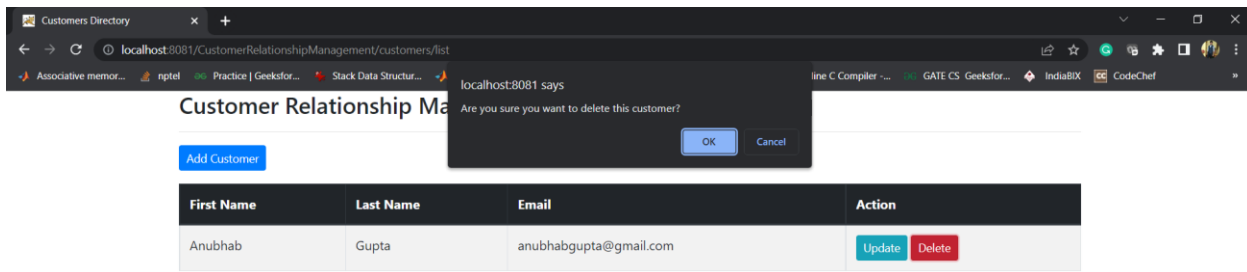 Customers Directory
localhost:8081/CustomerRelationshipManagement/customers/list
Associative memor... nptel Practice | Geeksfor... Stack Data Structur... line C Compiler -... GATE CS Geeksfor... IndiaBIX CC CodeChef »
localhost:8081 says
Are you sure you want to delete this customer?
OK Cancel
Customer Relationship Ma
Add Customer
First Name Last Name Email Action
Anubhab Gupta anubhabgupta@gmail.com Update Delete